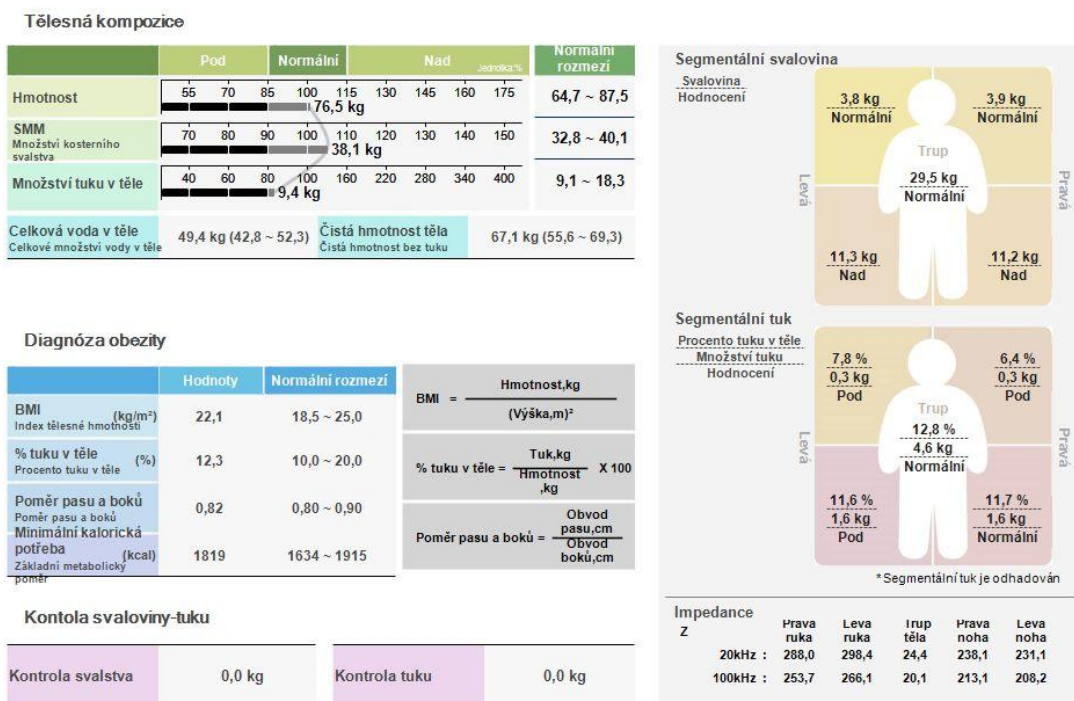 Tělesná kompozice
Pod Normální Nad Jednotka:% Normální rozmezí
Hmotnost 55 70 85 100 115 130 145 160 175 64,7 ~ 87,5
76,5 kg
SMM 70 80 90 100 110 120 130 140 150 32,8 ~ 40,1
Množství kosterního svalstva 38,1 kg
Množství tuku v těle 40 60 80 100 160 220 280 340 400 9,1 ~ 18,3
9,4 kg
Celková voda v těle 49,4 kg (42,8 ~ 52,3) Čistá hmotnost těla 67,1 kg (55,6 ~ 69,3)
Celkové množství vody v těle Čistá hmotnost bez tuku
Diagnóza obezity
Hodnoty Normální rozmezí
BMI (kg/m²) 22,1 18,5 ~ 25,0
Index tělesné hmotnosti
% tuku v těle (%) 12,3 10,0 ~ 20,0
Procento tuku v těle
Poměr pasu a boků 0,82 0,80 ~ 0,90
Poměr pasu a boků
Minimální kalorická
potřeba (kcal) 1819 1634 ~ 1915
Základní metabolický
poměr
BMI = Hmotnost,kg
(Výška,m)²
% tuku v těle = Tuk,kg X 100
Hmotnost
,kg
Poměr pasu a boků = Obvod
pasu,cm
Obvod
boků,cm
Kontola svaloviny-tuku
Kontrola svalstva 0,0 kg Kontrola tuku 0,0 kg
Segmentální svalovina
Svalovina
Hodnocení
3,8 kg 3,9 kg
Normální Normální
Trup
29,5 kg
Normální
Levá Pravá
11,3 kg 11,2 kg
Nad Nad
Segmentální tuk
Procento tuku v těle
Množství tuku
Hodnocení
7,8 % 6,4 %
0,3 kg 0,3 kg
Pod Pod
Trup
12,8 %
4,6 kg
Normální
Levá Pravá
11,6 % 11,7 %
1,6 kg 1,6 kg
Pod Normální
* Segmentální tuk je odhadován
Impedance
Z Prava Leva Trup Prava Leva
ruka ruka těla noha noha
20kHz : 288,0 298,4 24,4 238,1 231,1
100kHz : 253,7 266,1 20,1 213,1 208,2